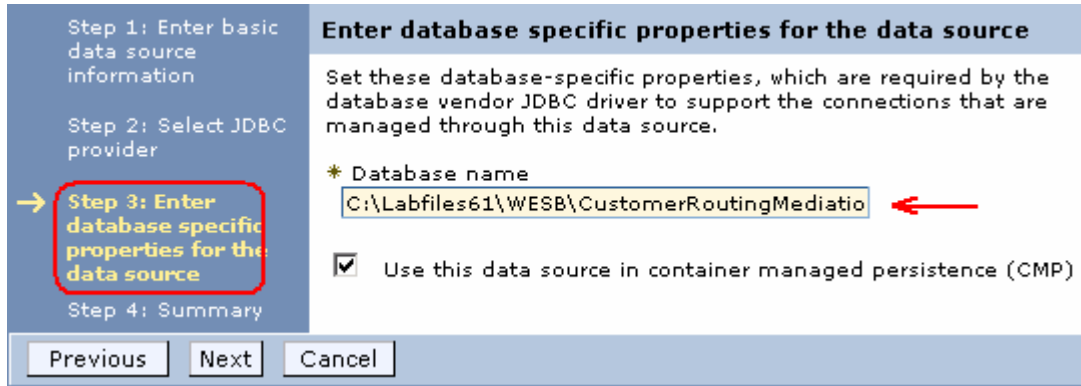 Step 1: Enter basic
data source
information
Step 2: Select JDBC
provider
Step 3: Enter
database specific
properties for the
data source
Step 4: Summary
Enter database specific properties for the data source
Set these database-specific properties, which are required by the
database vendor JDBC driver to support the connections that are
managed through this data source.
* Database name
C:\Labfiles61\WESB\CustomerRoutingMediatio
Use this data source in container managed persistence (CMP)
Previous Next Cancel